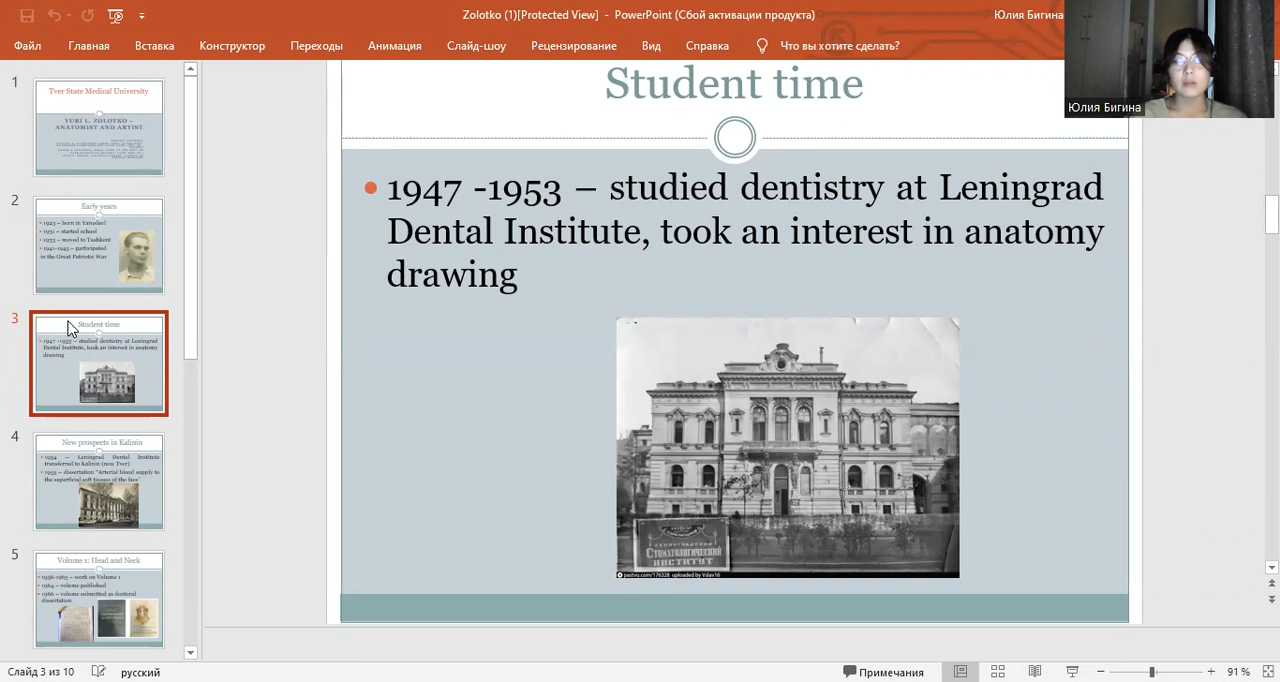 Zolotko (1)[Protected View] - PowerPoint (Сбой активации продукта)
Юлия Бигина
Файл Главная Вставка Конструктор Переходы Анимация Слайд-шоу Рецензирование Вид Справка Что вы хотите сделать?
Юлия Бигина
1
Tver State Medical University
YURI L. ZOLOTKO –
ANATOMIST AND ARTIST
2
Early years
1923 – born in Yaroslavl
1931 – started school
1933 – moved to Tashkent
1941-1945 – participated
in the Great Patriotic War
3
Student time
1947 -1953 – studied dentistry at Leningrad
Dental Institute, took an interest in anatomy
drawing
4
New prospects in Kalinin
1954 – Leningrad Dental Institute
transferred to Kalinin (now Tver)
1955 – dissertation "Arterial blood supply to
the superficial soft tissues of the face"
5
Volume 1: Head and Neck
1956-1963 – work on Volume 1
1964 – volume published
1966 – volume submitted as doctoral
dissertation
Student time
1947 -1953 – studied dentistry at Leningrad
Dental Institute, took an interest in anatomy
drawing
ЛЕНИНГРАДСКИЙ
СТОМАТОЛОГИЧЕСКИЙ
ИНСТИТУТ
pastvu.com/176328 uploaded by Vslav16
Слайд 3 из 10 русский Примечания 91 %